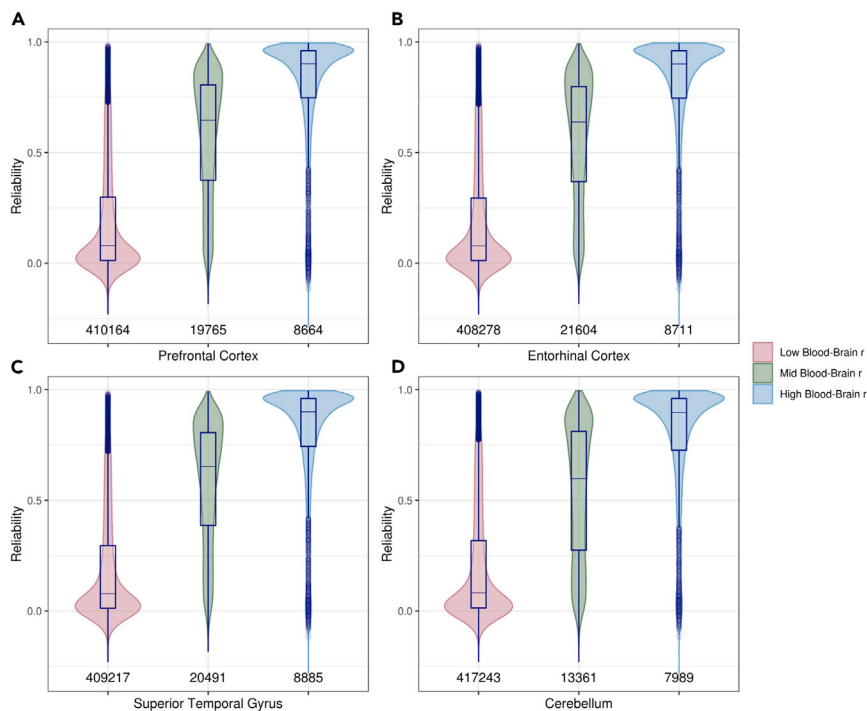 A
Reliability
1.0
0.5
0.0
410164 19765 8664
Prefrontal Cortex
B
Reliability
1.0
0.5
0.0
408278 21604 8711
Entorhinal Cortex
Low Blood-Brain r
Mid Blood-Brain r
High Blood-Brain r
C
Reliability
1.0
0.5
0.0
409217 20491 8885
Superior Temporal Gyrus
D
Reliability
1.0
0.5
0.0
417243 13361 7989
Cerebellum